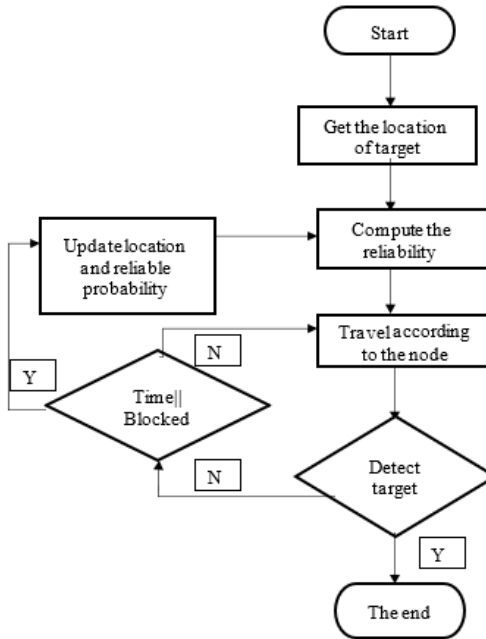 Start
Get the location
of target
Update location
and reliable
probability
Compute the
reliability
Travel according
to the node
N
Y
Time||
Blocked
N
Detect
target
Y
The end